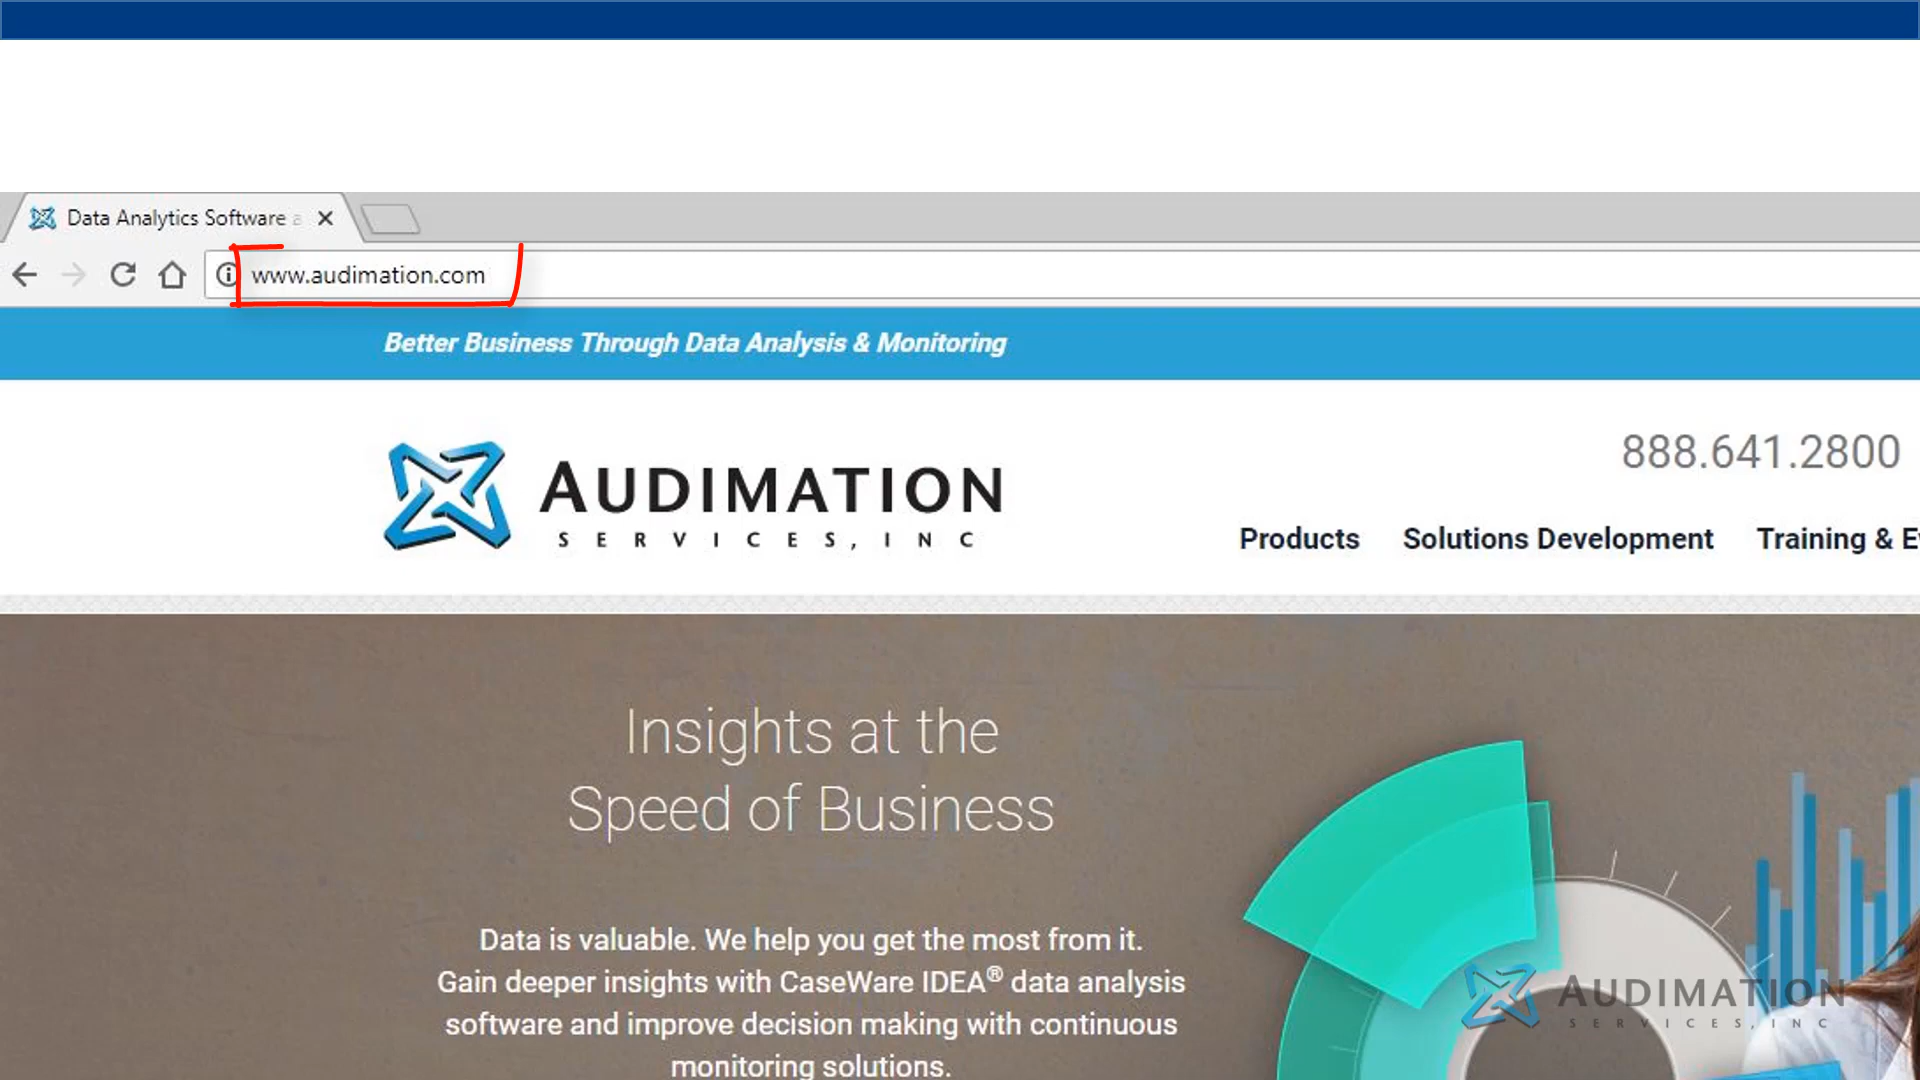 Data Analytics Software a
www.audimation.com
Better Business Through Data Analysis & Monitoring
AUDIMATION
SERVICES, INC
888.641.2800
Products Solutions Development Training & Ev
Insights at the
Speed of Business
Data is valuable. We help you get the most from it.
Gain deeper insights with CaseWare IDEA® data analysis
software and improve decision making with continuous
monitoring solutions.
AUDIMATION
SERVICES, INC